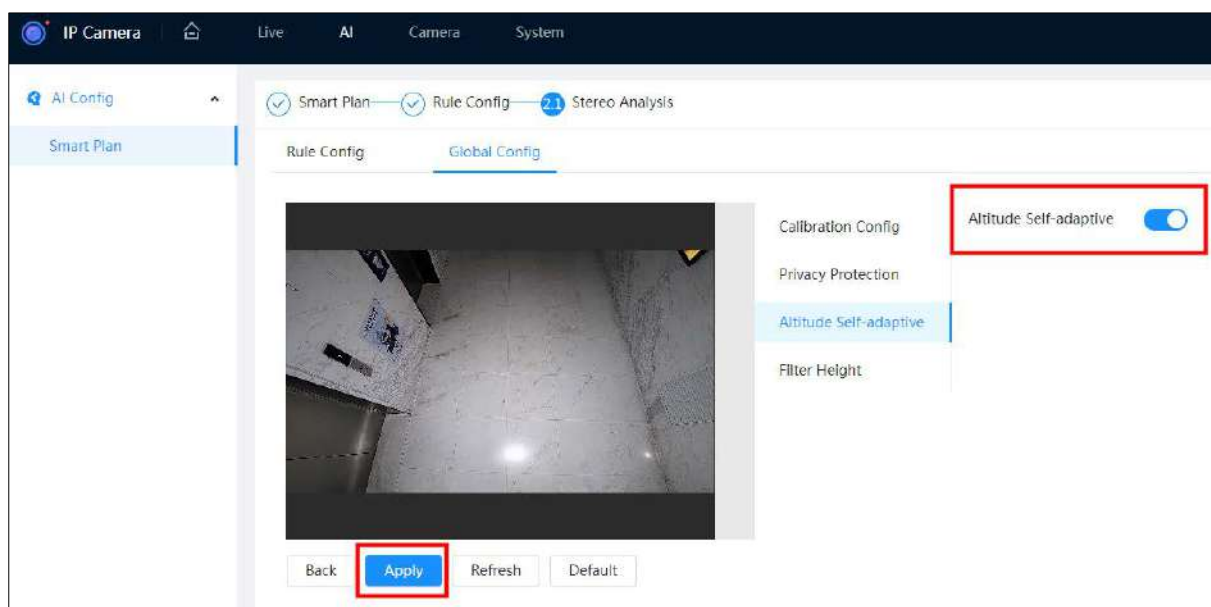 IP Camera Live AI Camera System
AI Config
Smart Plan
Smart Plan Rule Config 2.1 Stereo Analysis
Rule Config Global Config
Calibration Config
Privacy Protection
Altitude Self-adaptive
Filter Height
Altitude Self-adaptive
Back Apply Refresh Default